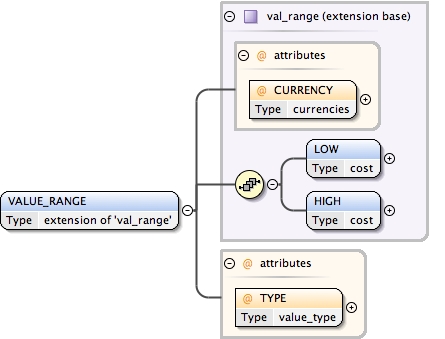 val_range (extension base)
@ attributes
@ CURRENCY
Type currencies
LOW
Type cost
HIGH
Type cost
VALUE_RANGE
Type extension of 'val_range'
@ attributes
@ TYPE
Type value_type